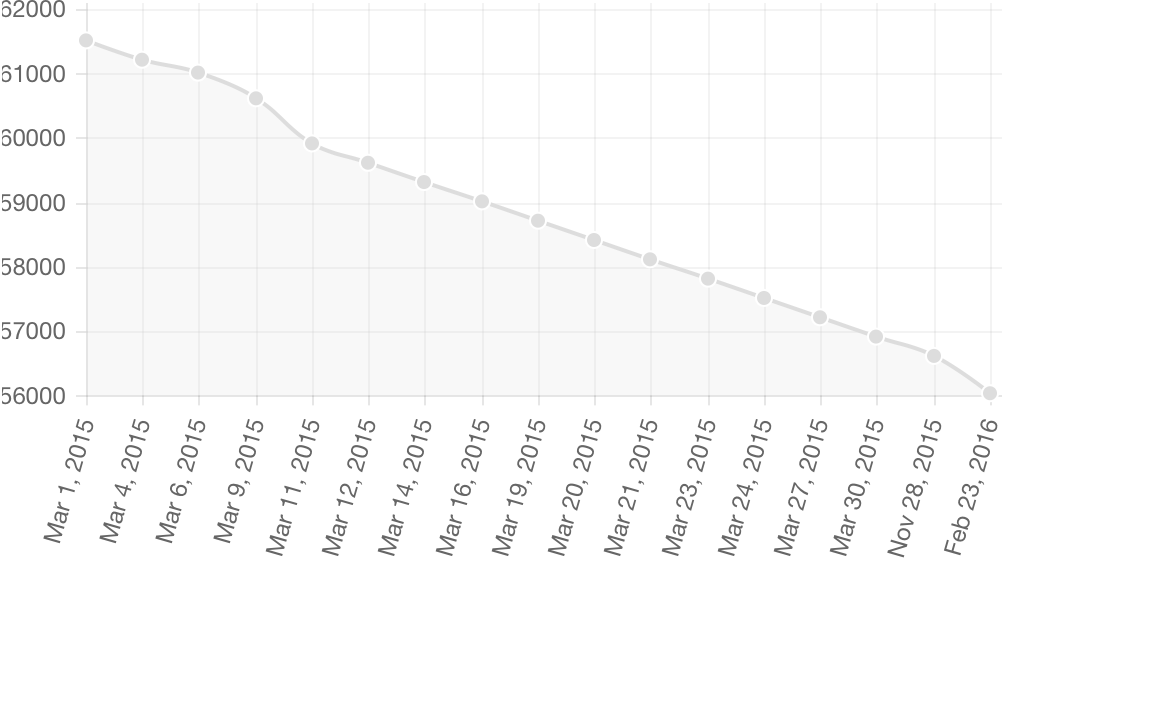 62000
61000
60000
59000
58000
57000
56000
Mar 1, 2015
Mar 4, 2015
Mar 6, 2015
Mar 9, 2015
Mar 11, 2015
Mar 12, 2015
Mar 14, 2015
Mar 16, 2015
Mar 19, 2015
Mar 20, 2015
Mar 21, 2015
Mar 23, 2015
Mar 24, 2015
Mar 27, 2015
Mar 30, 2015
Nov 28, 2015
Feb 23, 2016